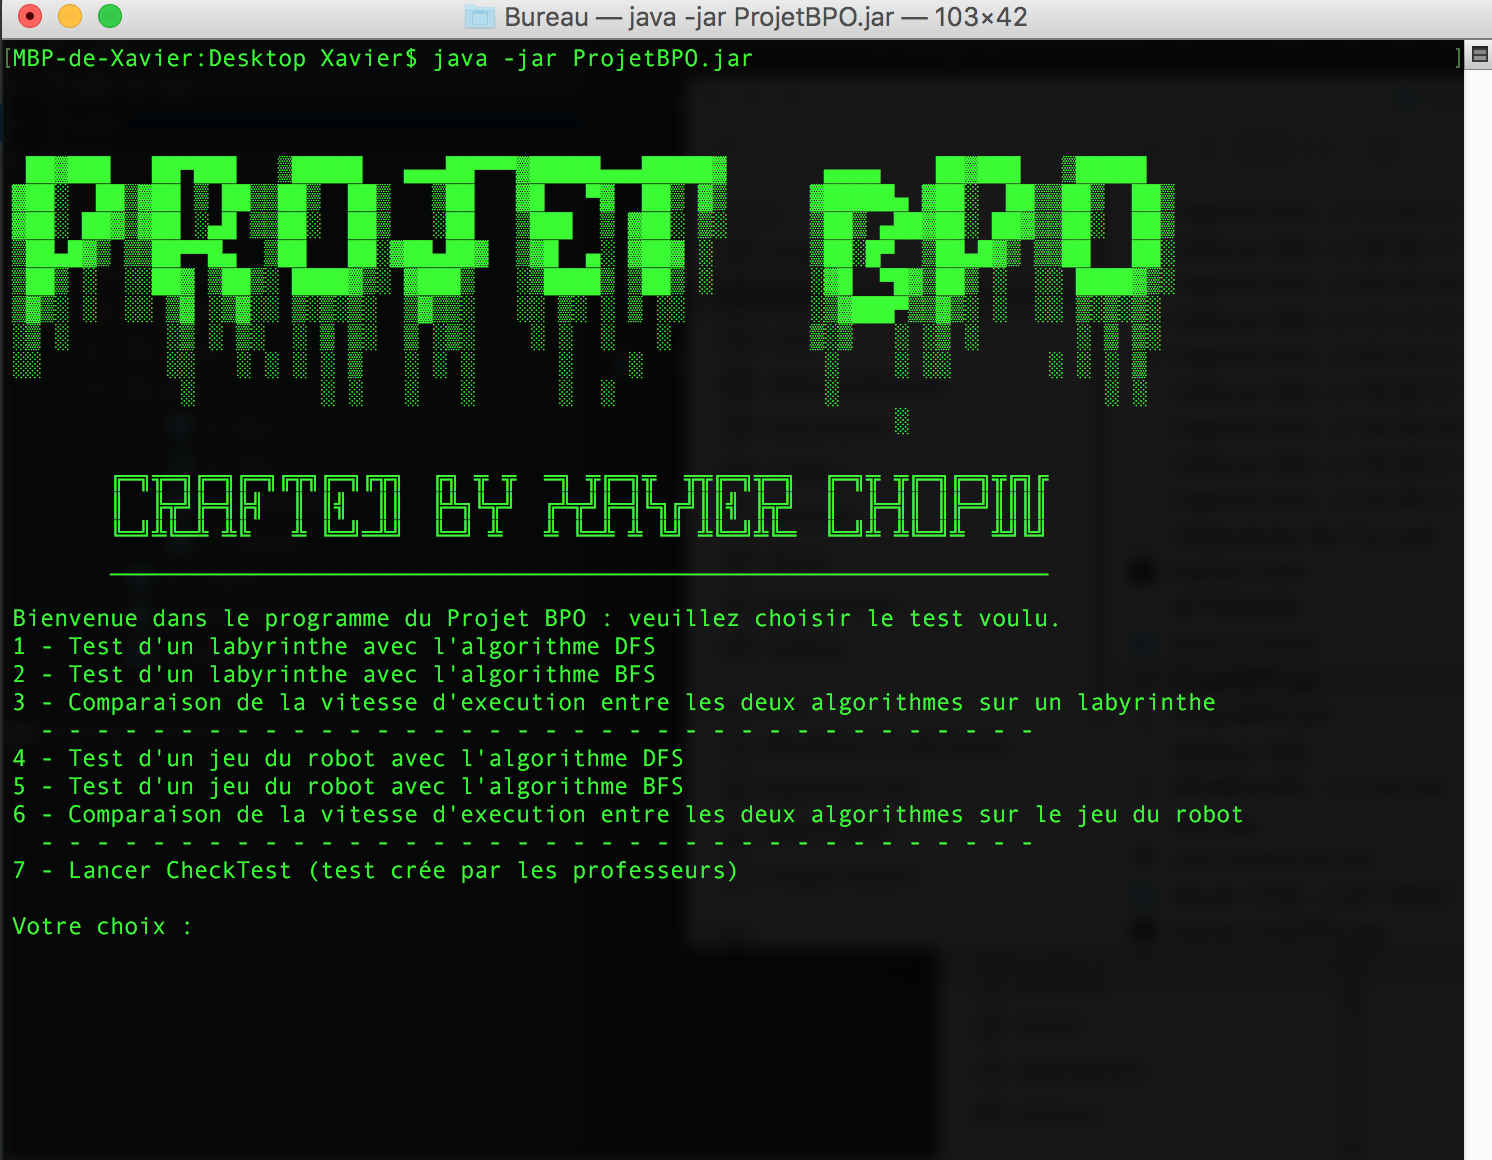 Bureau — java -jar ProjetBPO.jar — 103×42
[MBP-de-Xavier:Desktop Xavier$ java -jar ProjetBPO.jar ]
PROJET BPO
CRAFTED BY XAVIER CHOPIN
Bienvenue dans le programme du Projet BPO : veuillez choisir le test voulu.
1 - Test d'un labyrinthe avec l'algorithme DFS
2 - Test d'un labyrinthe avec l'algorithme BFS
3 - Comparaison de la vitesse d'execution entre les deux algorithmes sur un labyrinthe
- - - - - - - - - - - - - - - - - - - - - - - - - - - - - - - - - - - -
4 - Test d'un jeu du robot avec l'algorithme DFS
5 - Test d'un jeu du robot avec l'algorithme BFS
6 - Comparaison de la vitesse d'execution entre les deux algorithmes sur le jeu du robot
- - - - - - - - - - - - - - - - - - - - - - - - - - - - - - - - - - - -
7 - Lancer CheckTest (test crée par les professeurs)
Votre choix :